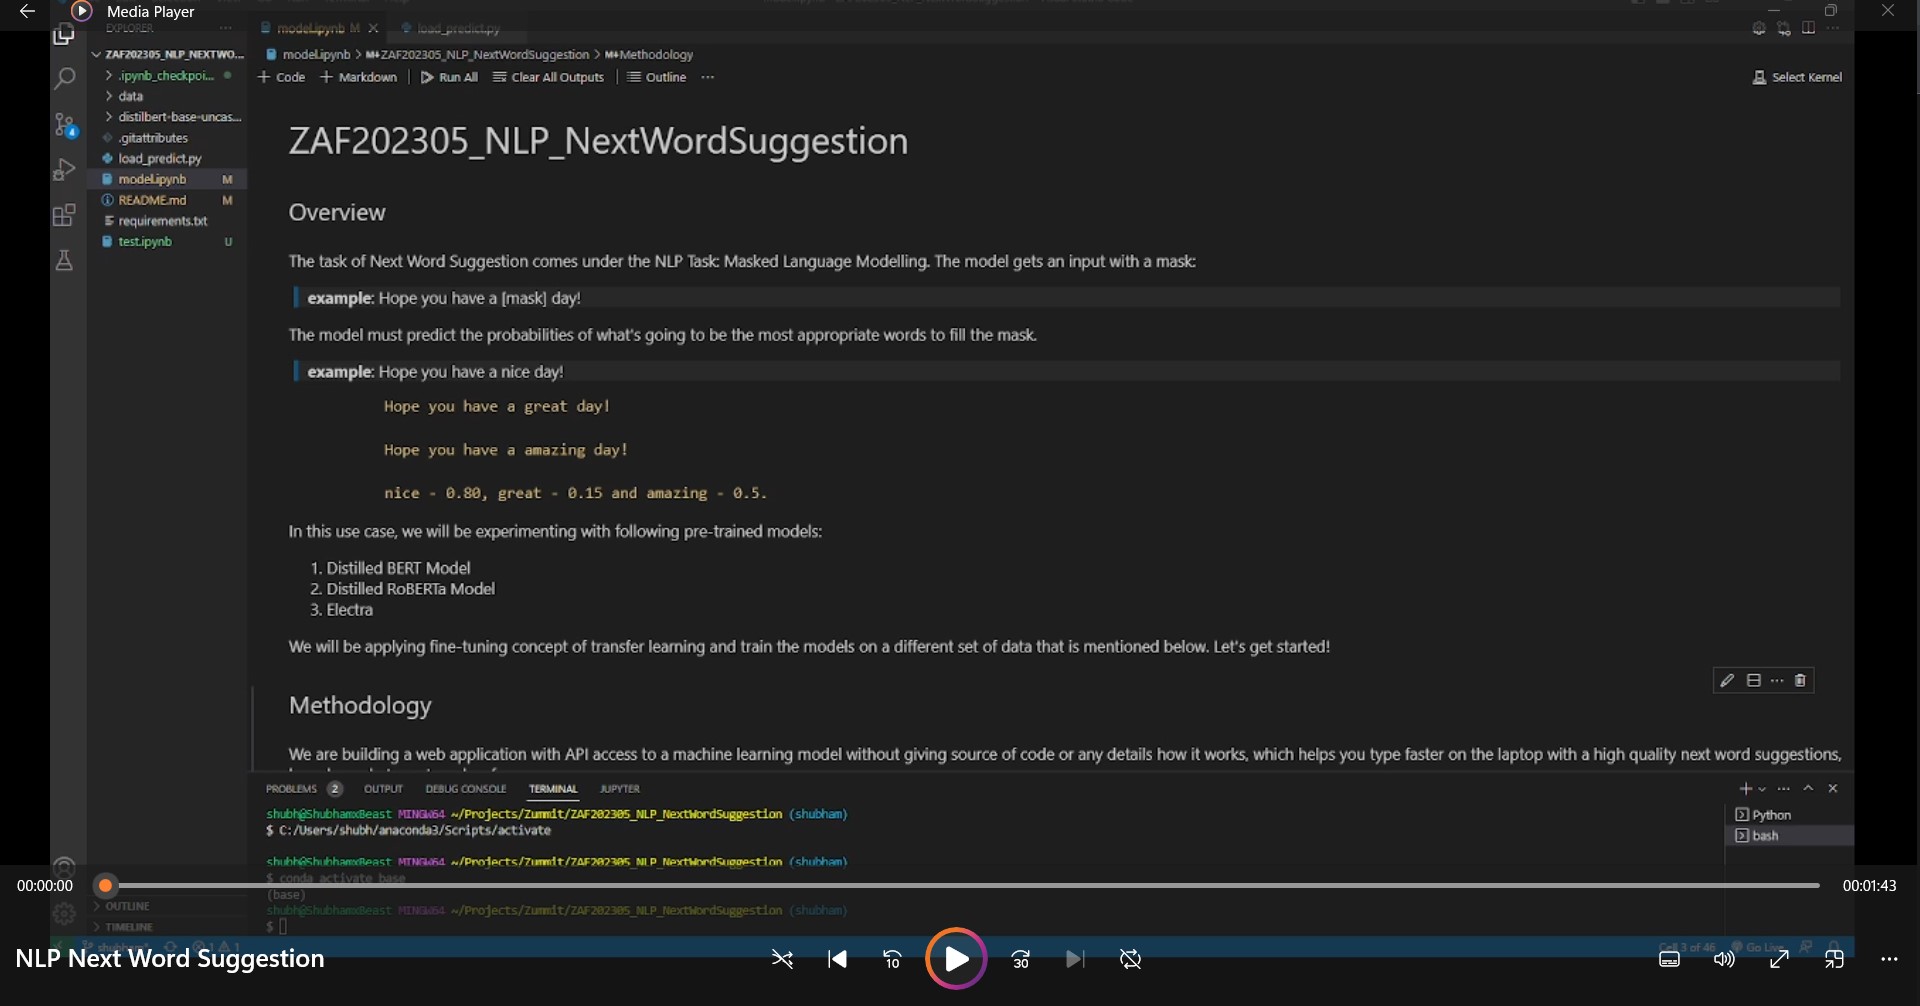 Media Player
EXPLORER
model.ipynb M
load_predict.py
ZAF202305_NLP_NEXTWO...
.ipynb_checkpoi...
data
distilbert-base-uncas...
.gitattributes
load_predict.py
model.ipynb M
README.md M
requirements.txt
test.ipynb U
4
model.ipynb > M+ZAF202305_NLP_NextWordSuggestion > M+Methodology
+ Code + Markdown Run All Clear All Outputs Outline ...
Select Kernel
ZAF202305_NLP_NextWordSuggestion
Overview
The task of Next Word Suggestion comes under the NLP Task: Masked Language Modelling. The model gets an input with a mask:
example: Hope you have a [mask] day!
The model must predict the probabilities of what's going to be the most appropriate words to fill the mask.
example: Hope you have a nice day!
Hope you have a great day!
Hope you have a amazing day!
nice - 0.80, great - 0.15 and amazing - 0.5.
In this use case, we will be experimenting with following pre-trained models:
1. Distilled BERT Model
2. Distilled RoBERTa Model
3. Electra
We will be applying fine-tuning concept of transfer learning and train the models on a different set of data that is mentioned below. Let's get started!
Methodology
We are building a web application with API access to a machine learning model without giving source of code or any details how it works, which helps you type faster on the laptop with a high quality next word suggestions,
PROBLEMS 2 OUTPUT DEBUG CONSOLE TERMINAL JUPYTER
shubh@ShubhamxBeast MINGW64 ~/Projects/Zummit/ZAF202305_NLP_NextWordSuggestion (shubham)
$ C:/Users/shubh/anaconda3/Scripts/activate
shubh@ShubhamxBeast MINGW64 ~/Projects/Zummit/ZAF202305_NLP_NextWordSuggestion (shubham)
$ conda activate base
(base)
shubh@ShubhamxBeast MINGW64 ~/Projects/Zummit/ZAF202305_NLP_NextWordSuggestion (shubham)
$
Python
bash
00:00:00
00:01:43
OUTLINE
TIMELINE
shubham*
1 1
Cell 3 of 46 Go Live
NLP Next Word Suggestion
10
30